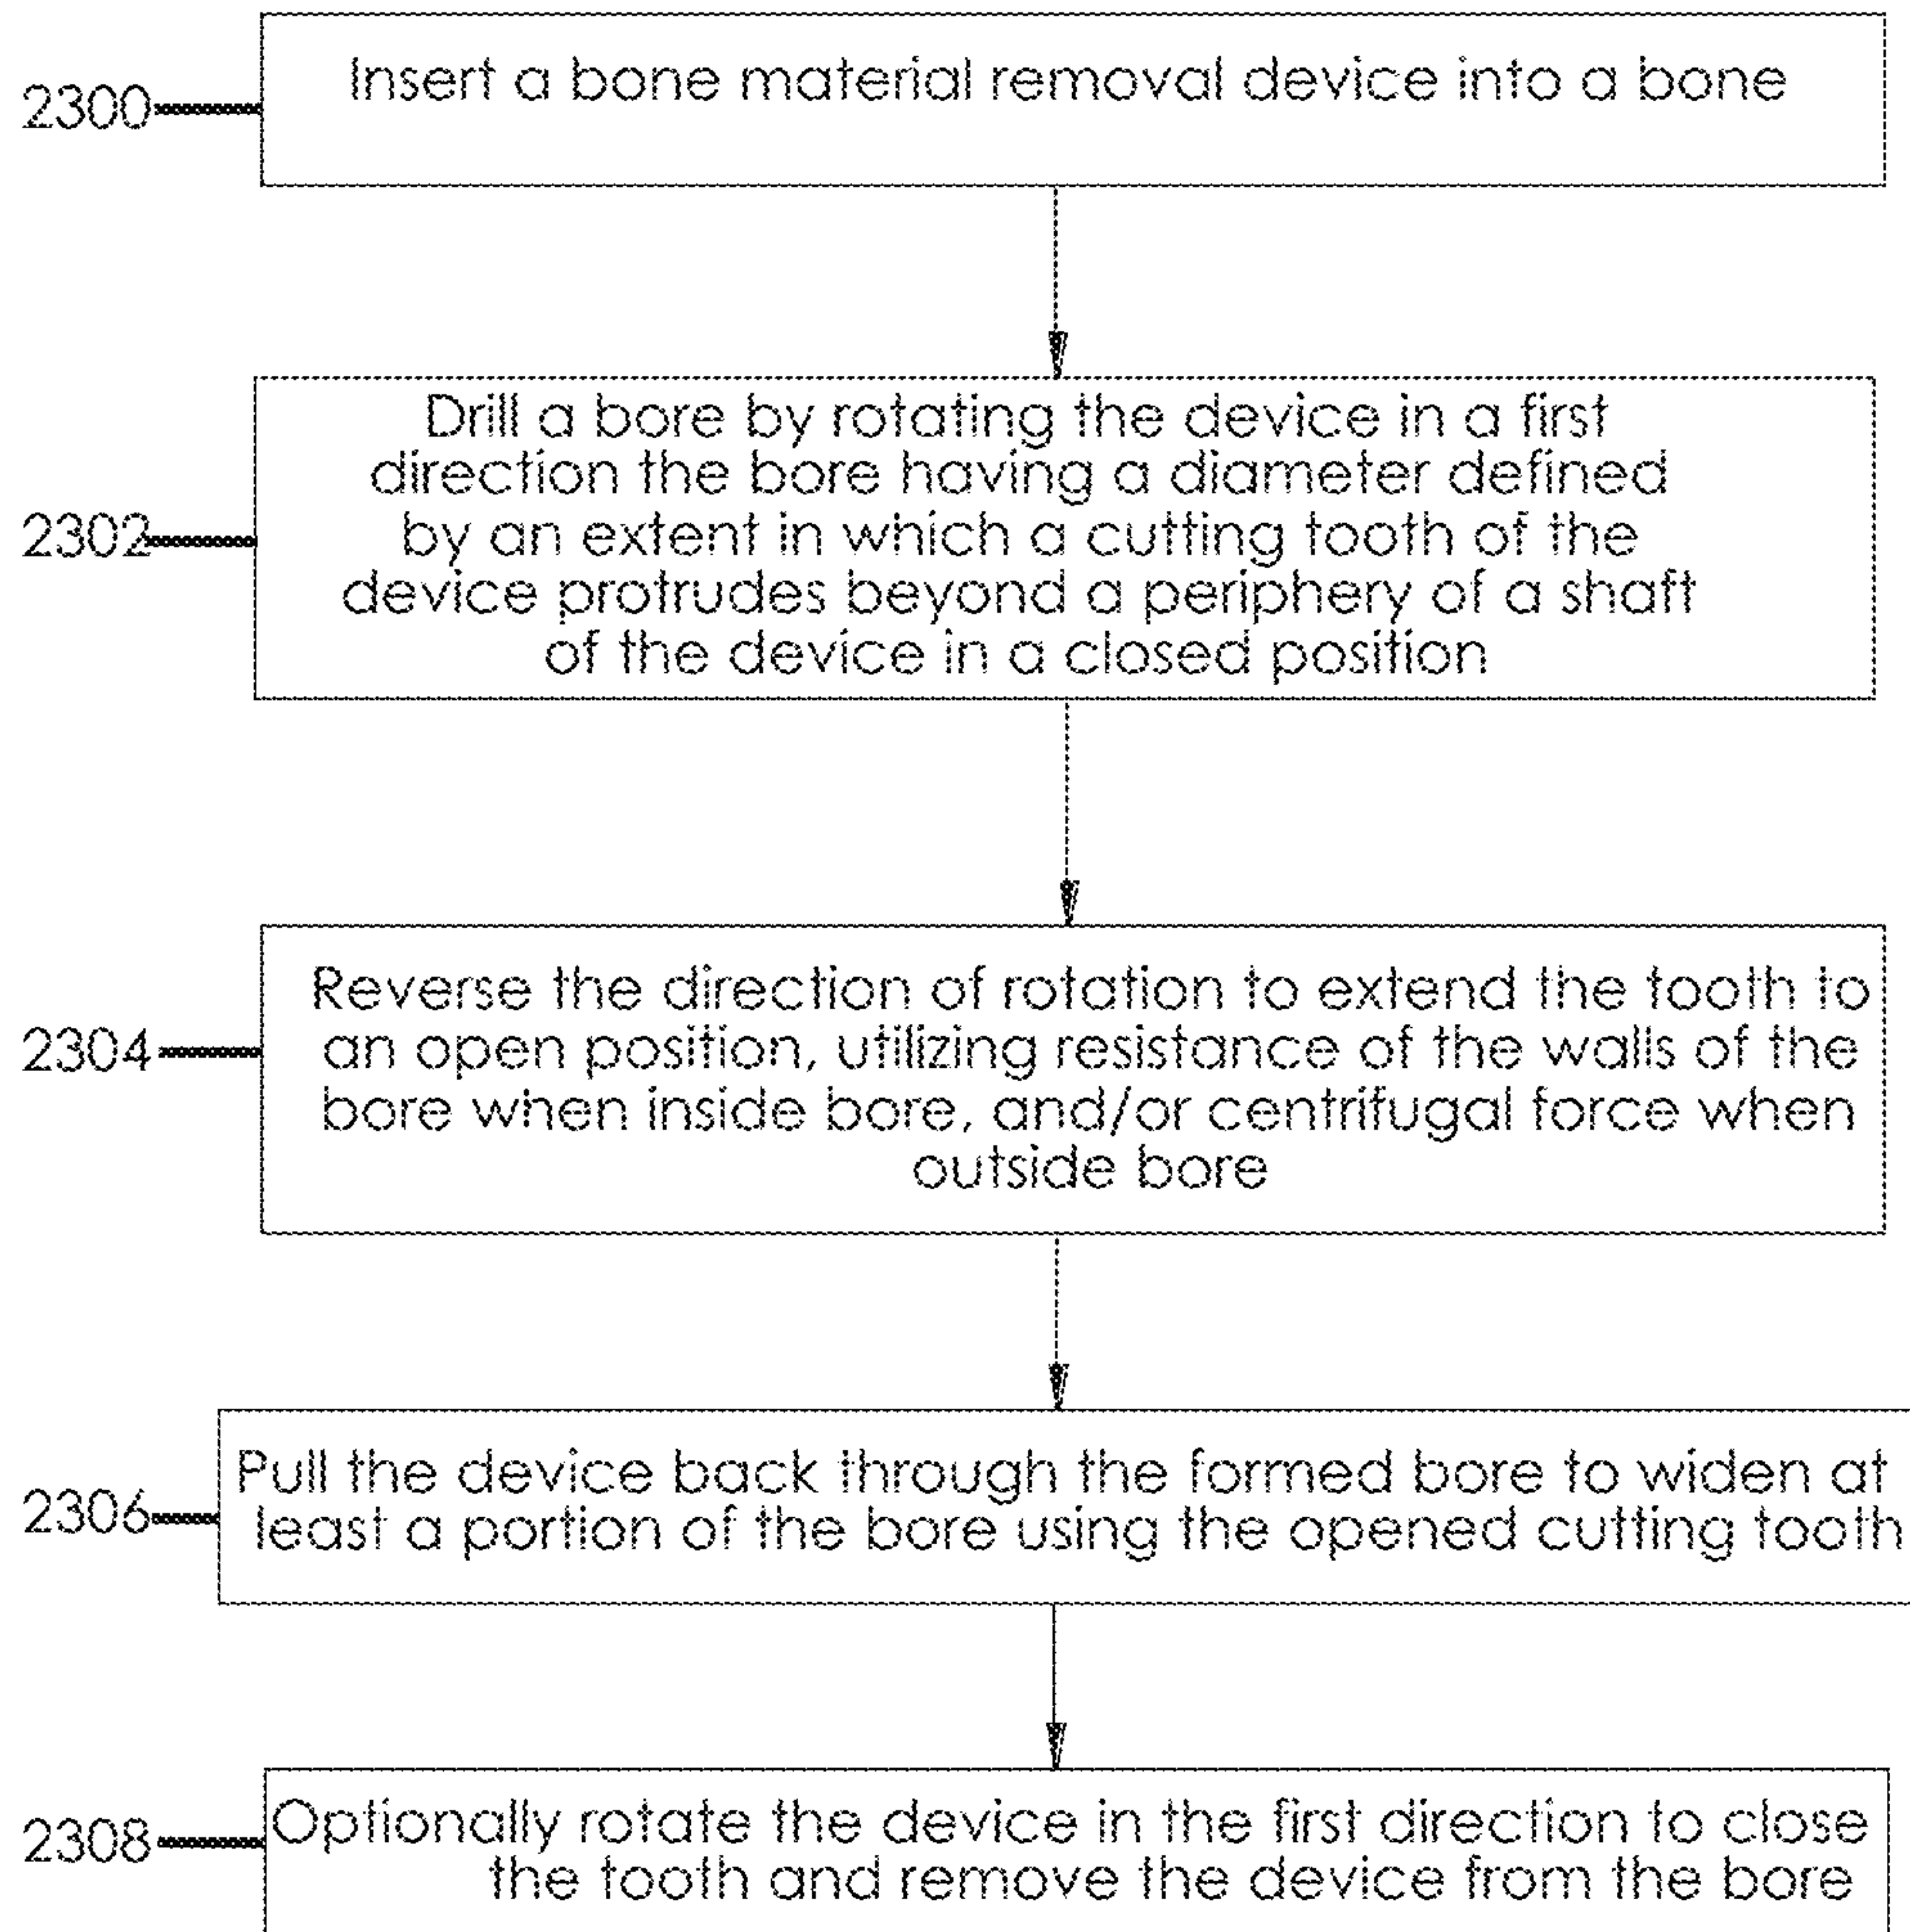 Insert a bone material removal device into a bone
2300
Drill a bore by rotating the device in a first
direction the bore having a diameter defined
2302
by an extent in which a cutting tooth of the
device protrudes beyond a periphery of a shaft
of the device in a closed position
Reverse the direction of rotation to extend the tooth to
2304
an open position, utilizing resistance of the walls of the
bore when inside bore, and/or centrifugal force when
outside bore
Pull the device back through the formed bore to widen at
2306
least a portion of the bore using the opened cutting tooth
Optionally rotate the device in the first direction to close
2308
the tooth and remove the device from the bore